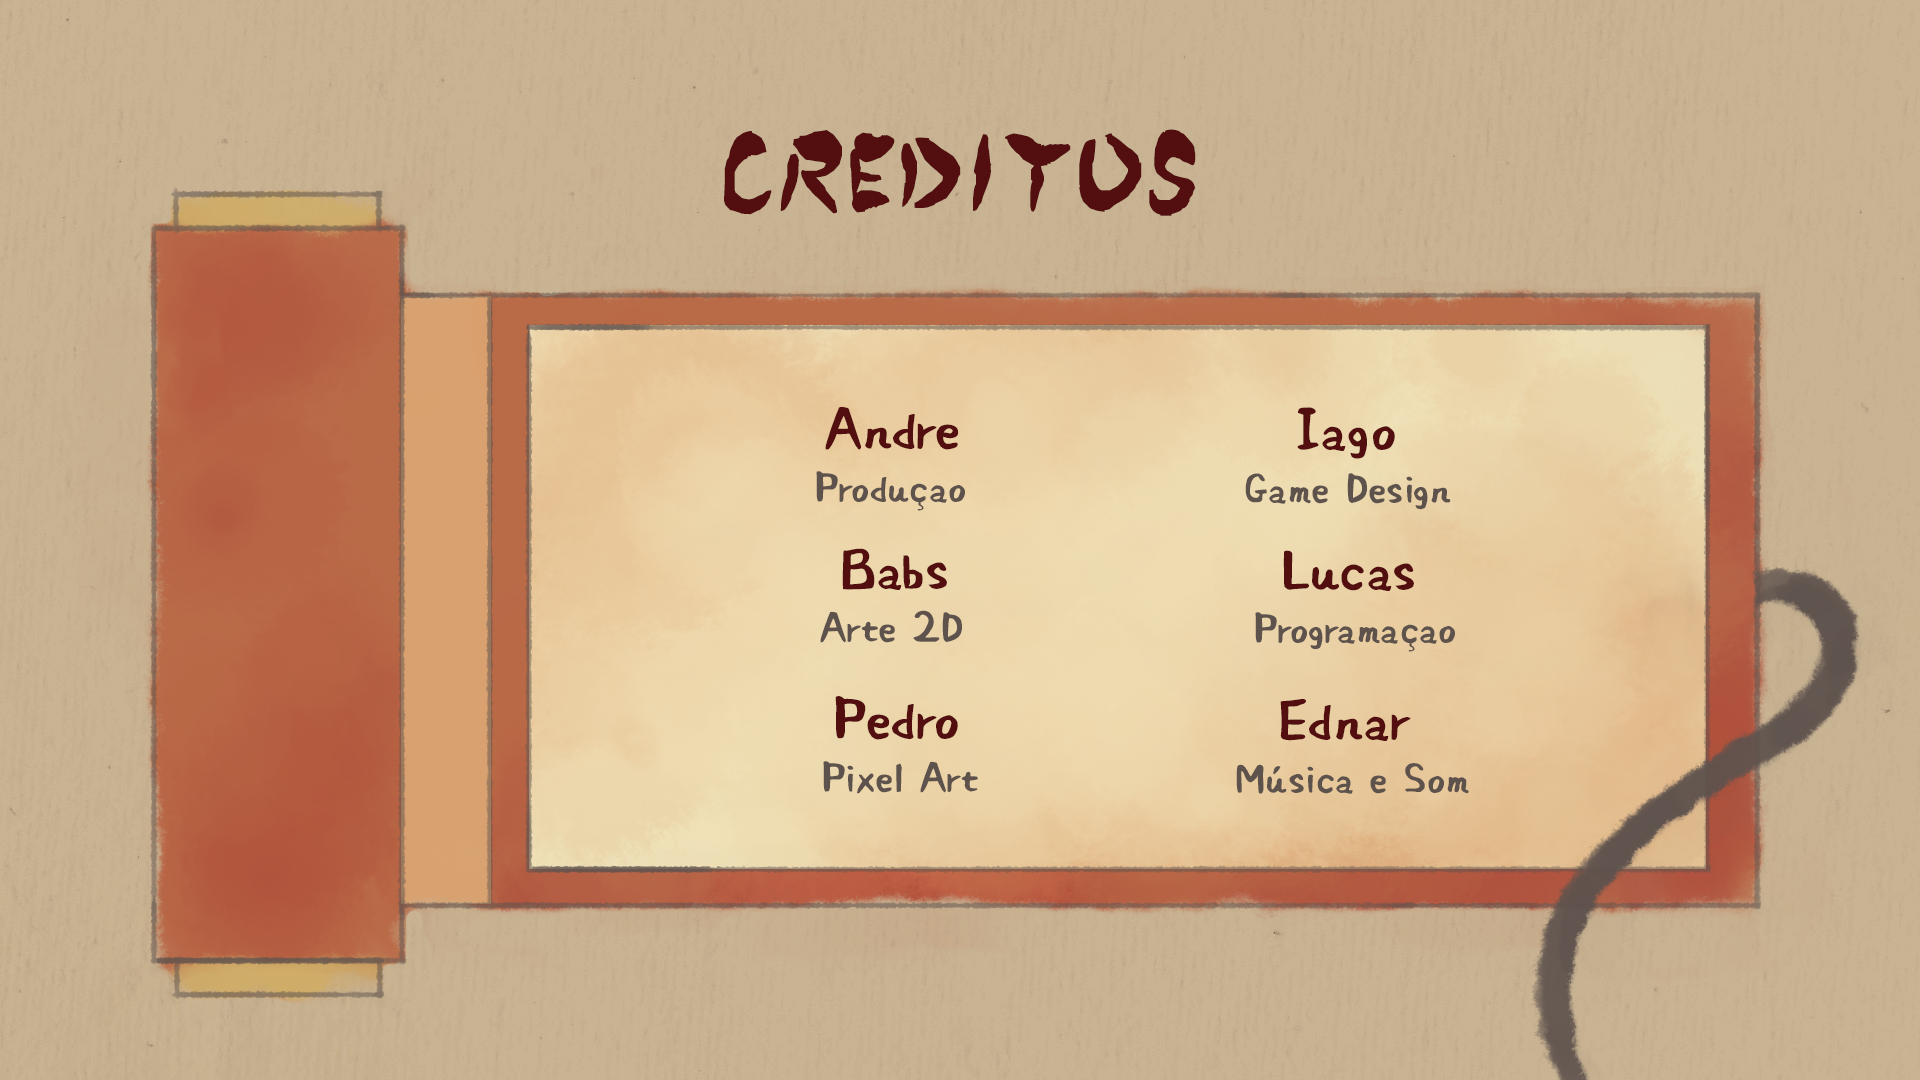 CREDITOS
Andre
Produçao
Iago
Game Design
Babs
Arte 2D
Lucas
Programaçao
Pedro
Pixel Art
Ednar
Música e Som